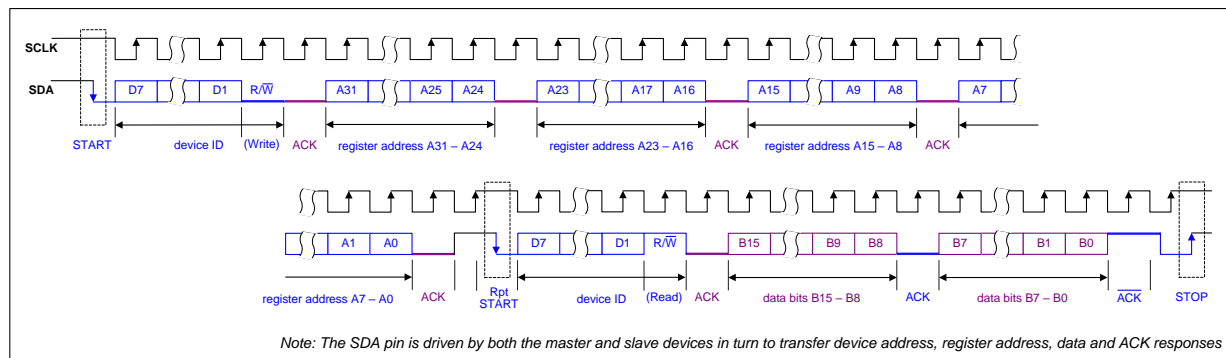 SCLK
SDA
D7 D1 R/W̅ A31 A25 A24 A23 A17 A16 A15 A9 A8 A7
START device ID (Write) ACK register address A31 – A24 register address A23 – A16 ACK register address A15 – A8 ACK
A1 A0 D7 D1 R/W̅ B15 B9 B8 B7 B1 B0
register address A7 – A0 ACK Rpt START device ID (Read) ACK data bits B15 – B8 ACK data bits B7 – B0 A̅C̅K̅ STOP
Note: The SDA pin is driven by both the master and slave devices in turn to transfer device address, register address, data and ACK responses